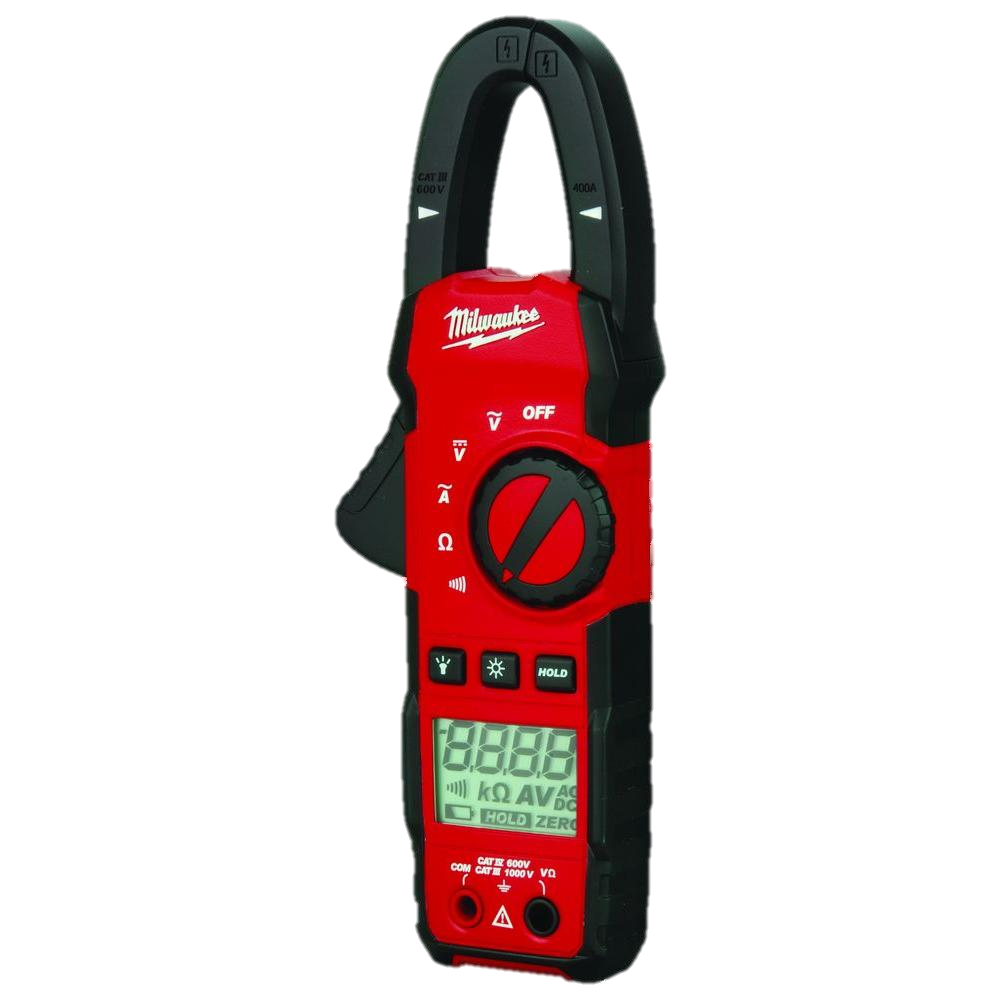 CAT III
600V
400A
Milwaukee
OFF
V
V
A
Ω
HOLD
-8,8,8,8
kΩ AV AC
DC
HOLD ZERO
CAT IV 600V
COM CAT III 1000V VΩ